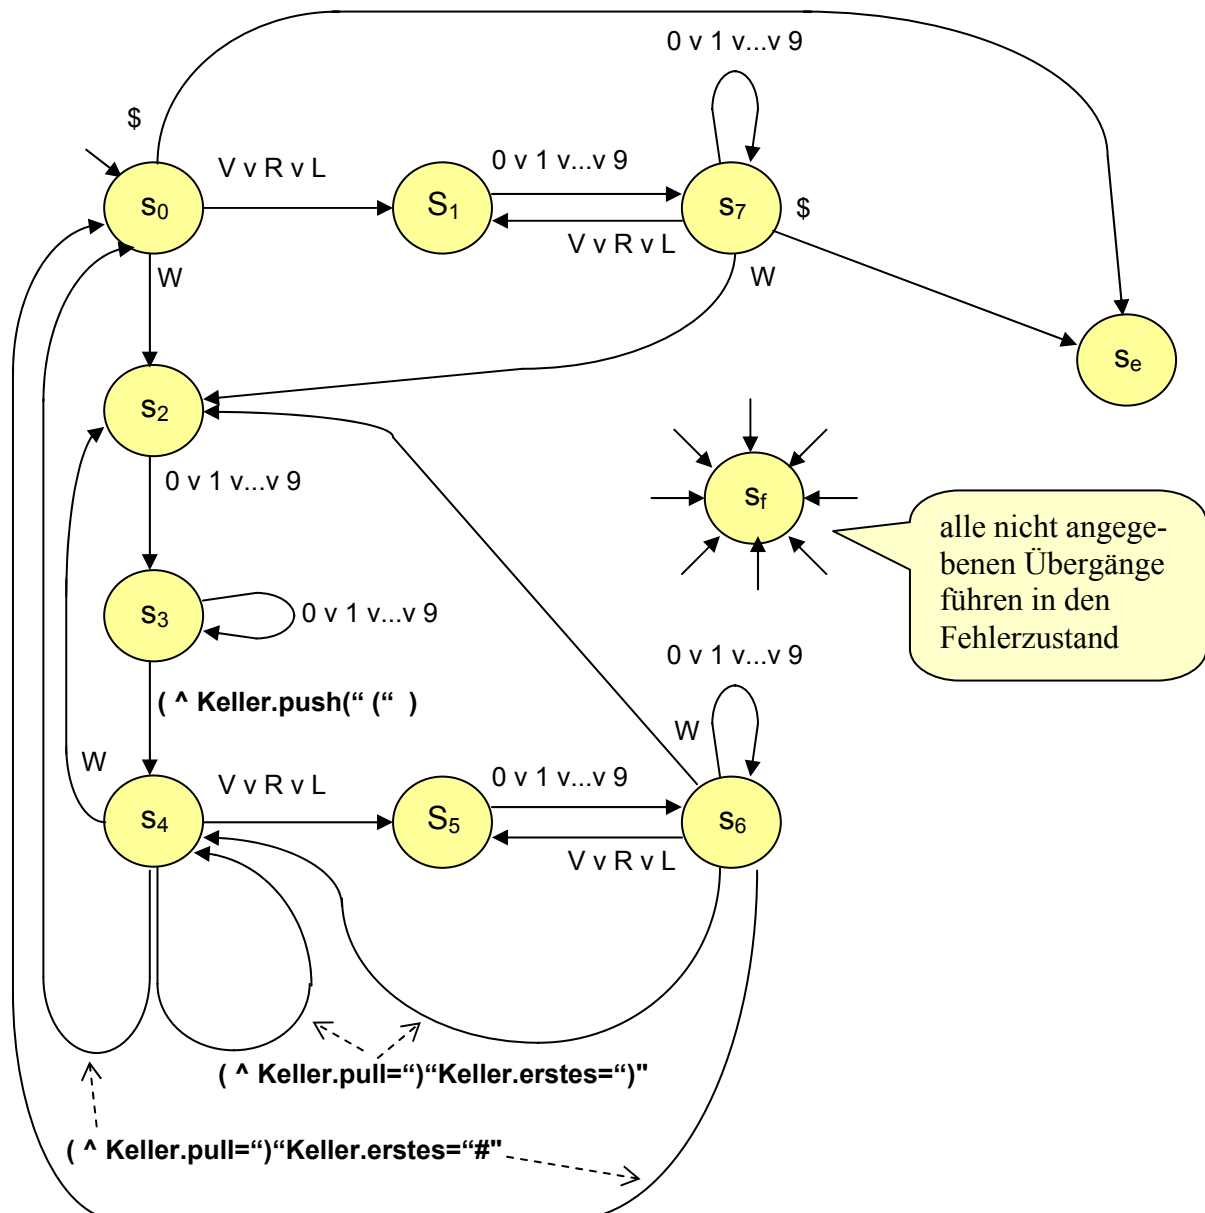 0 v 1 v...v 9
$
V v R v L
0 v 1 v...v 9
s0
S1
s7
$
V v R v L
W
W
se
s2
0 v 1 v...v 9
sf
alle nicht angege-
benen Übergänge
führen in den
Fehlerzustand
s3
0 v 1 v...v 9
0 v 1 v...v 9
( ^ Keller.push(“ (“ )
W
W
V v R v L
0 v 1 v...v 9
s4
S5
s6
V v R v L
( ^ Keller.pull=“)“Keller.erstes=“)"
( ^ Keller.pull=“)“Keller.erstes=“#"